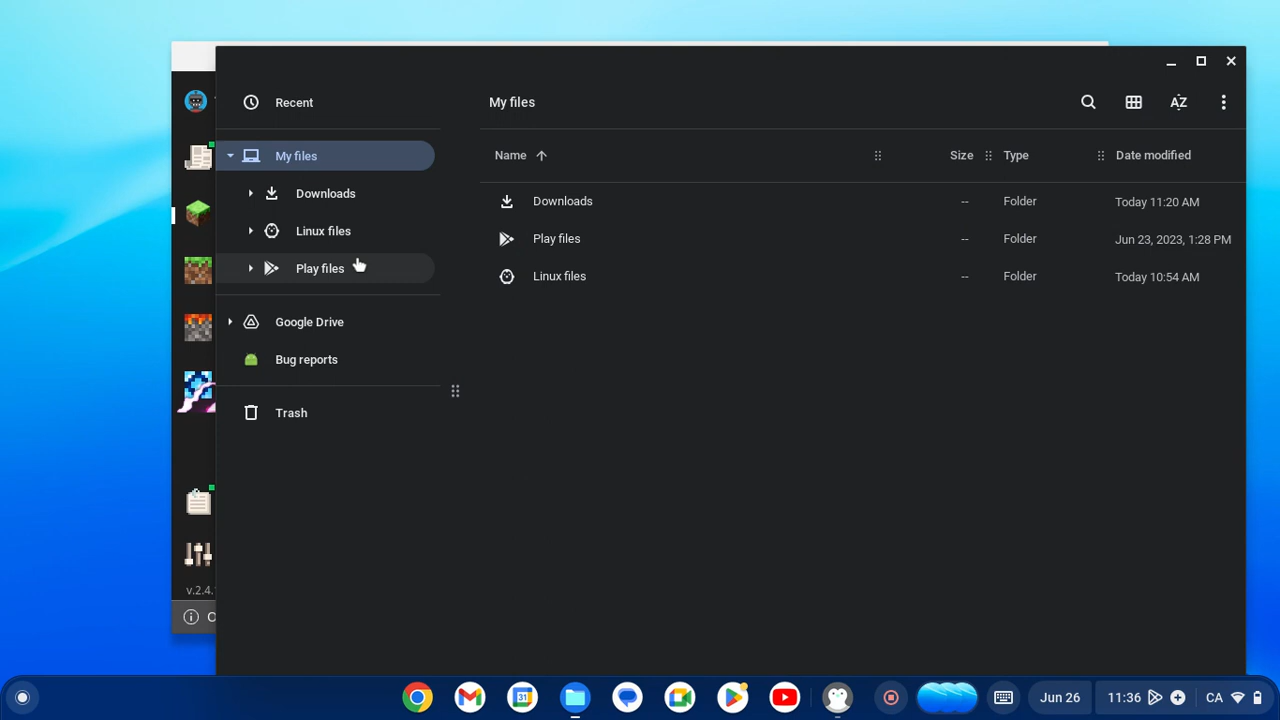 Recent
My files
Downloads
Linux files
Play files
Google Drive
Bug reports
Trash
My files
AZ
Name Size Type Date modified
Downloads -- Folder Today 11:20 AM
Play files -- Folder Jun 23, 2023, 1:28 PM
Linux files -- Folder Today 10:54 AM
v.2.4.
31
Jun 26
11:36
CA